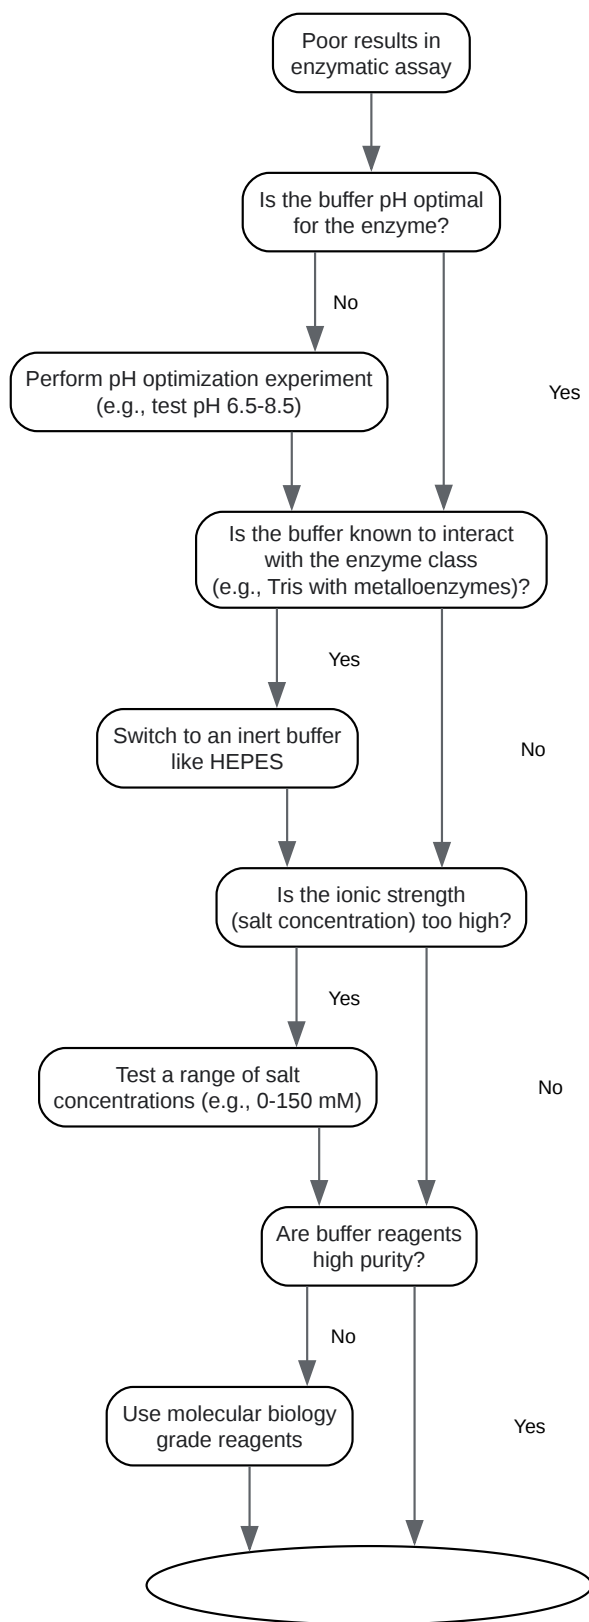 Poor results in
enzymatic assay
Is the buffer pH optimal
for the enzyme?
No
Perform pH optimization experiment
(e.g., test pH 6.5-8.5)
Yes
Is the buffer known to interact
with the enzyme class
(e.g., Tris with metalloenzymes)?
Yes
Switch to an inert buffer
like HEPES
No
Is the ionic strength
(salt concentration) too high?
Yes
Test a range of salt
concentrations (e.g., 0-150 mM)
No
Are buffer reagents
high purity?
No
Use molecular biology
grade reagents
Yes